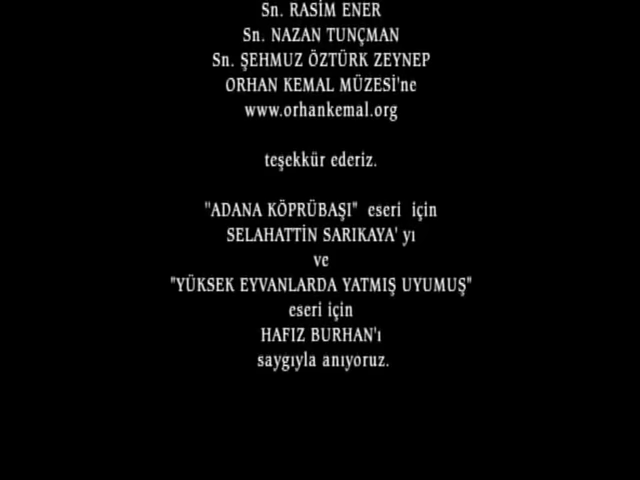 Sn. RASİM ENER
Sn. NAZAN TUNÇMAN
Sn. ŞEHMUZ ÖZTÜRK ZEYNEP
ORHAN KEMAL MÜZESİ'ne
www.orhankemal.org
teşekkür ederiz.
"ADANA KÖPRÜBAŞI" eseri için
SELAHATTİN SARIKAYA' yı
ve
"YÜKSEK EYVANLARDA YATMIŞ UYUMUŞ"
eseri için
HAFIZ BURHAN'ı
saygıyla anıyoruz.